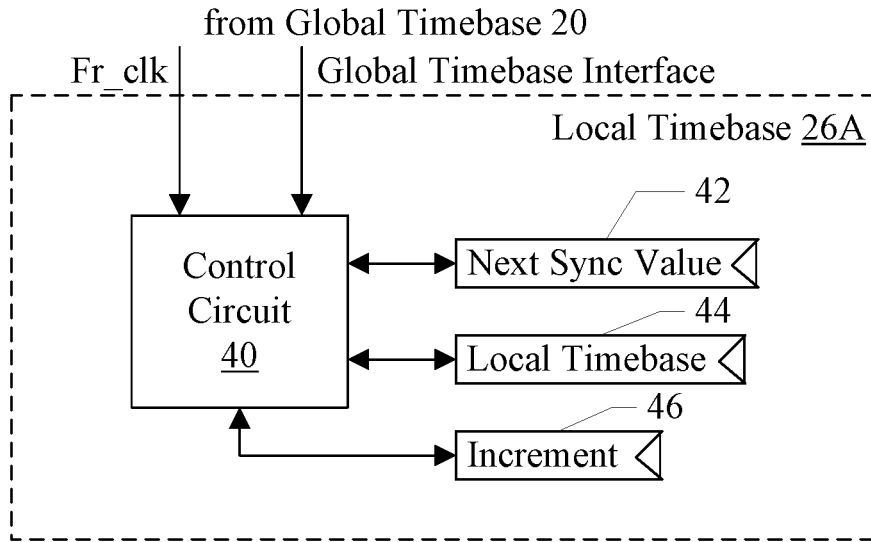 from Global Timebase 20
Fr_clk
Global Timebase Interface
Local Timebase 26A
42
Control
Circuit
40
Next Sync Value
44
Local Timebase
46
Increment